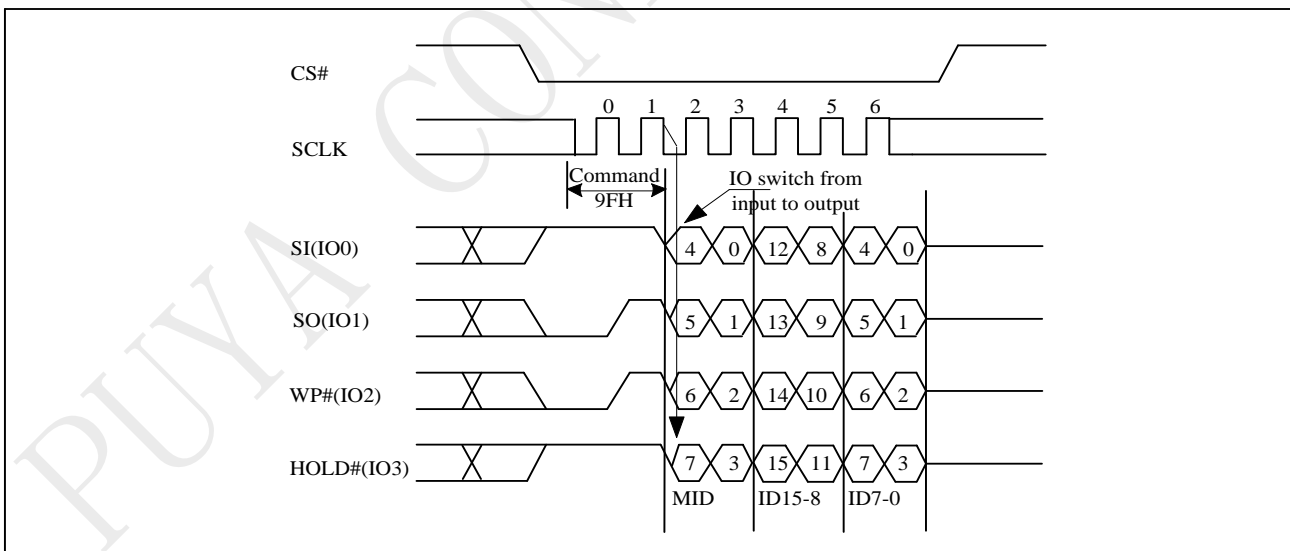 PUYA CON
CS#
0 1 2 3 4 5 6
SCLK
Command
9FH
IO switch from
input to output
SI(IO0)
4 0 12 8 4 0
SO(IO1)
5 1 13 9 5 1
WP#(IO2)
6 2 14 10 6 2
HOLD#(IO3)
7 3 15 11 7 3
MID ID15-8 ID7-0